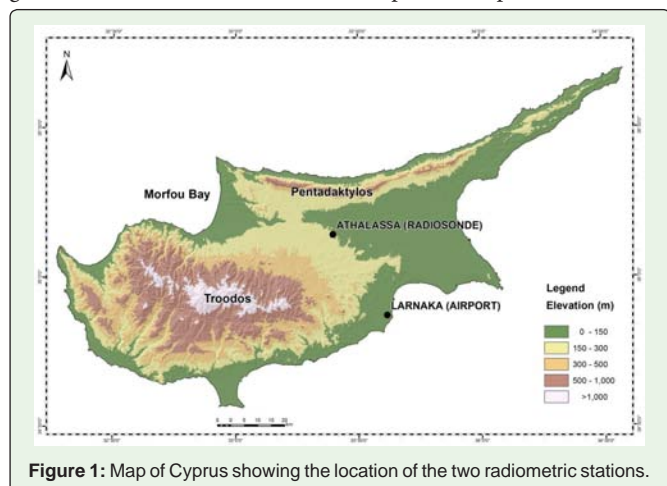 N
Morfou Bay
Pentadaktylos
ATHALASSA (RADIOSONDE)
Troodos
LARNAKA (AIRPORT)
Legend
Elevation (m)
0 - 150
150 - 300
300 - 500
500 - 1,000
>1,000
Figure 1: Map of Cyprus showing the location of the two radiometric stations.